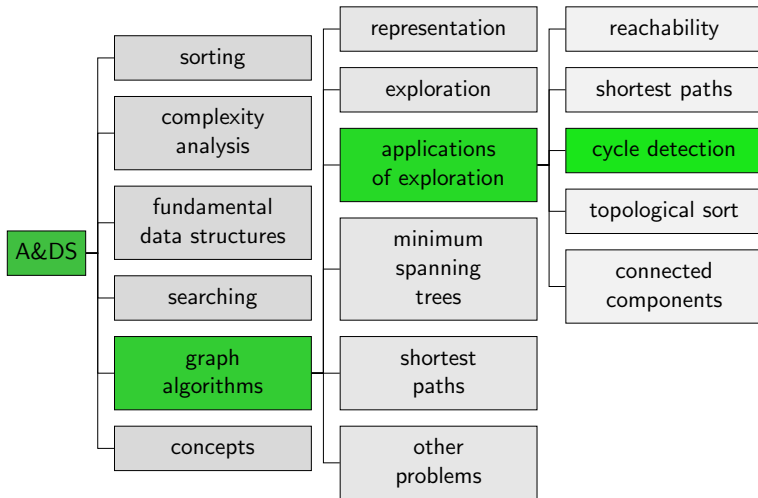 A&DS
sorting
complexity
analysis
fundamental
data structures
searching
graph
algorithms
concepts
representation
exploration
applications
of exploration
minimum
spanning
trees
shortest
paths
other
problems
reachability
shortest paths
cycle detection
topological sort
connected
components